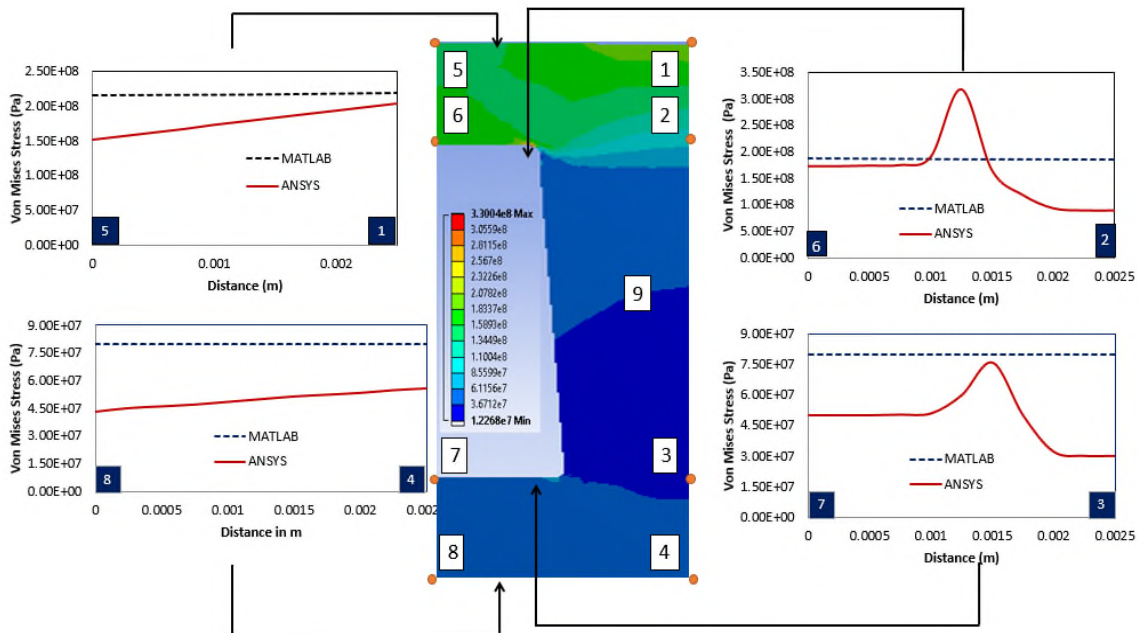 2.50E+08
2.00E+08
1.50E+08
1.00E+08
5.00E+07
0.00E+00
Von Mises Stress (Pa)
MATLAB
ANSYS
5
1
0
0.001
0.002
Distance (m)
9.00E+07
7.50E+07
6.00E+07
4.50E+07
3.00E+07
1.50E+07
0.00E+00
Von Mises Stress (Pa)
MATLAB
ANSYS
8
4
0
0.0005
0.001
0.0015
0.002
0.0025
Distance in m
5
1
6
2
3.3004e8 Max
3.0559e8
2.8115e8
2.567e8
2.3226e8
2.0782e8
1.8337e8
1.5893e8
1.3449e8
1.1004e8
8.5599e7
6.1156e7
3.6712e7
1.2268e7 Min
9
7
3
8
4
3.50E+08
3.00E+08
2.50E+08
2.00E+08
1.50E+08
1.00E+08
5.00E+07
0.00E+00
Von Mises Stress (Pa)
MATLAB
ANSYS
6
2
0
0.0005
0.001
0.0015
0.002
0.0025
Distance (m)
9.00E+07
7.50E+07
6.00E+07
4.50E+07
3.00E+07
1.50E+07
0.00E+00
Von Mises Stress (Pa)
MATLAB
ANSYS
7
3
0
0.0005
0.001
0.0015
0.002
0.0025
Distance (m)